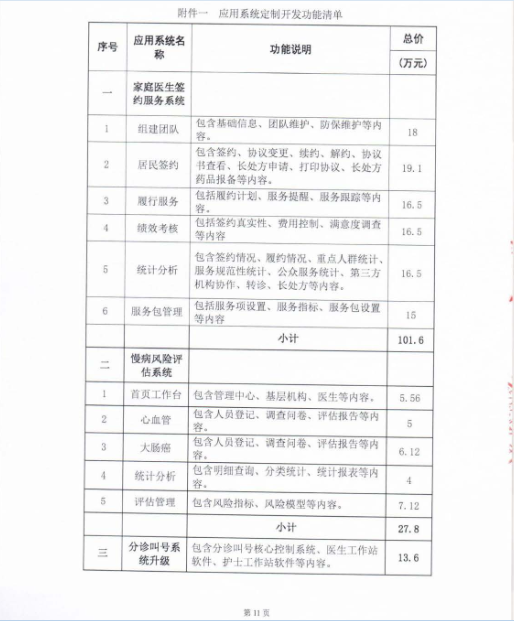 附件一 应用系统定制开发功能清单
序号 应用系统名称 功能说明 总价
(万元)
一 家庭医生签约服务系统
1 组建团队 包含基础信息、团队维护、防保维护等内容。 18
2 居民签约 包含签约、协议变更、续约、解约、协议书查看、长处方申请、打印协议、长处方药品报备等内容。 19.1
3 履行服务 包括履约计划、服务提醒、服务跟踪等内容。 16.5
4 绩效考核 包括签约真实性、费用控制、满意度调查等内容 16.5
5 统计分析 包含签约情况、履约情况、重点人群统计、服务规范性统计、公众服务统计、第三方机构协作、转诊、长处方等内容。 16.5
6 服务包管理 包括服务项设置、服务指标、服务包设置等内容 15
小计 101.6
二 慢病风险评估系统
1 首页工作台 包含管理中心、基层机构、医生等内容。 5.56
2 心血管 包含人员登记、调查问卷、评估报告等内容。 5
3 大肠癌 包含人员登记、调查问卷、评估报告等内容。 6.12
4 统计分析 包含明细查询、分类统计、统计报表等内容。 4
5 评估管理 包含风险指标、风险模型等内容。 7.12
小计 27.8
三 分诊叫号系统升级 包含分诊叫号核心控制系统、医生工作站软件、护士工作站软件等内容。 13.6
第 11 页